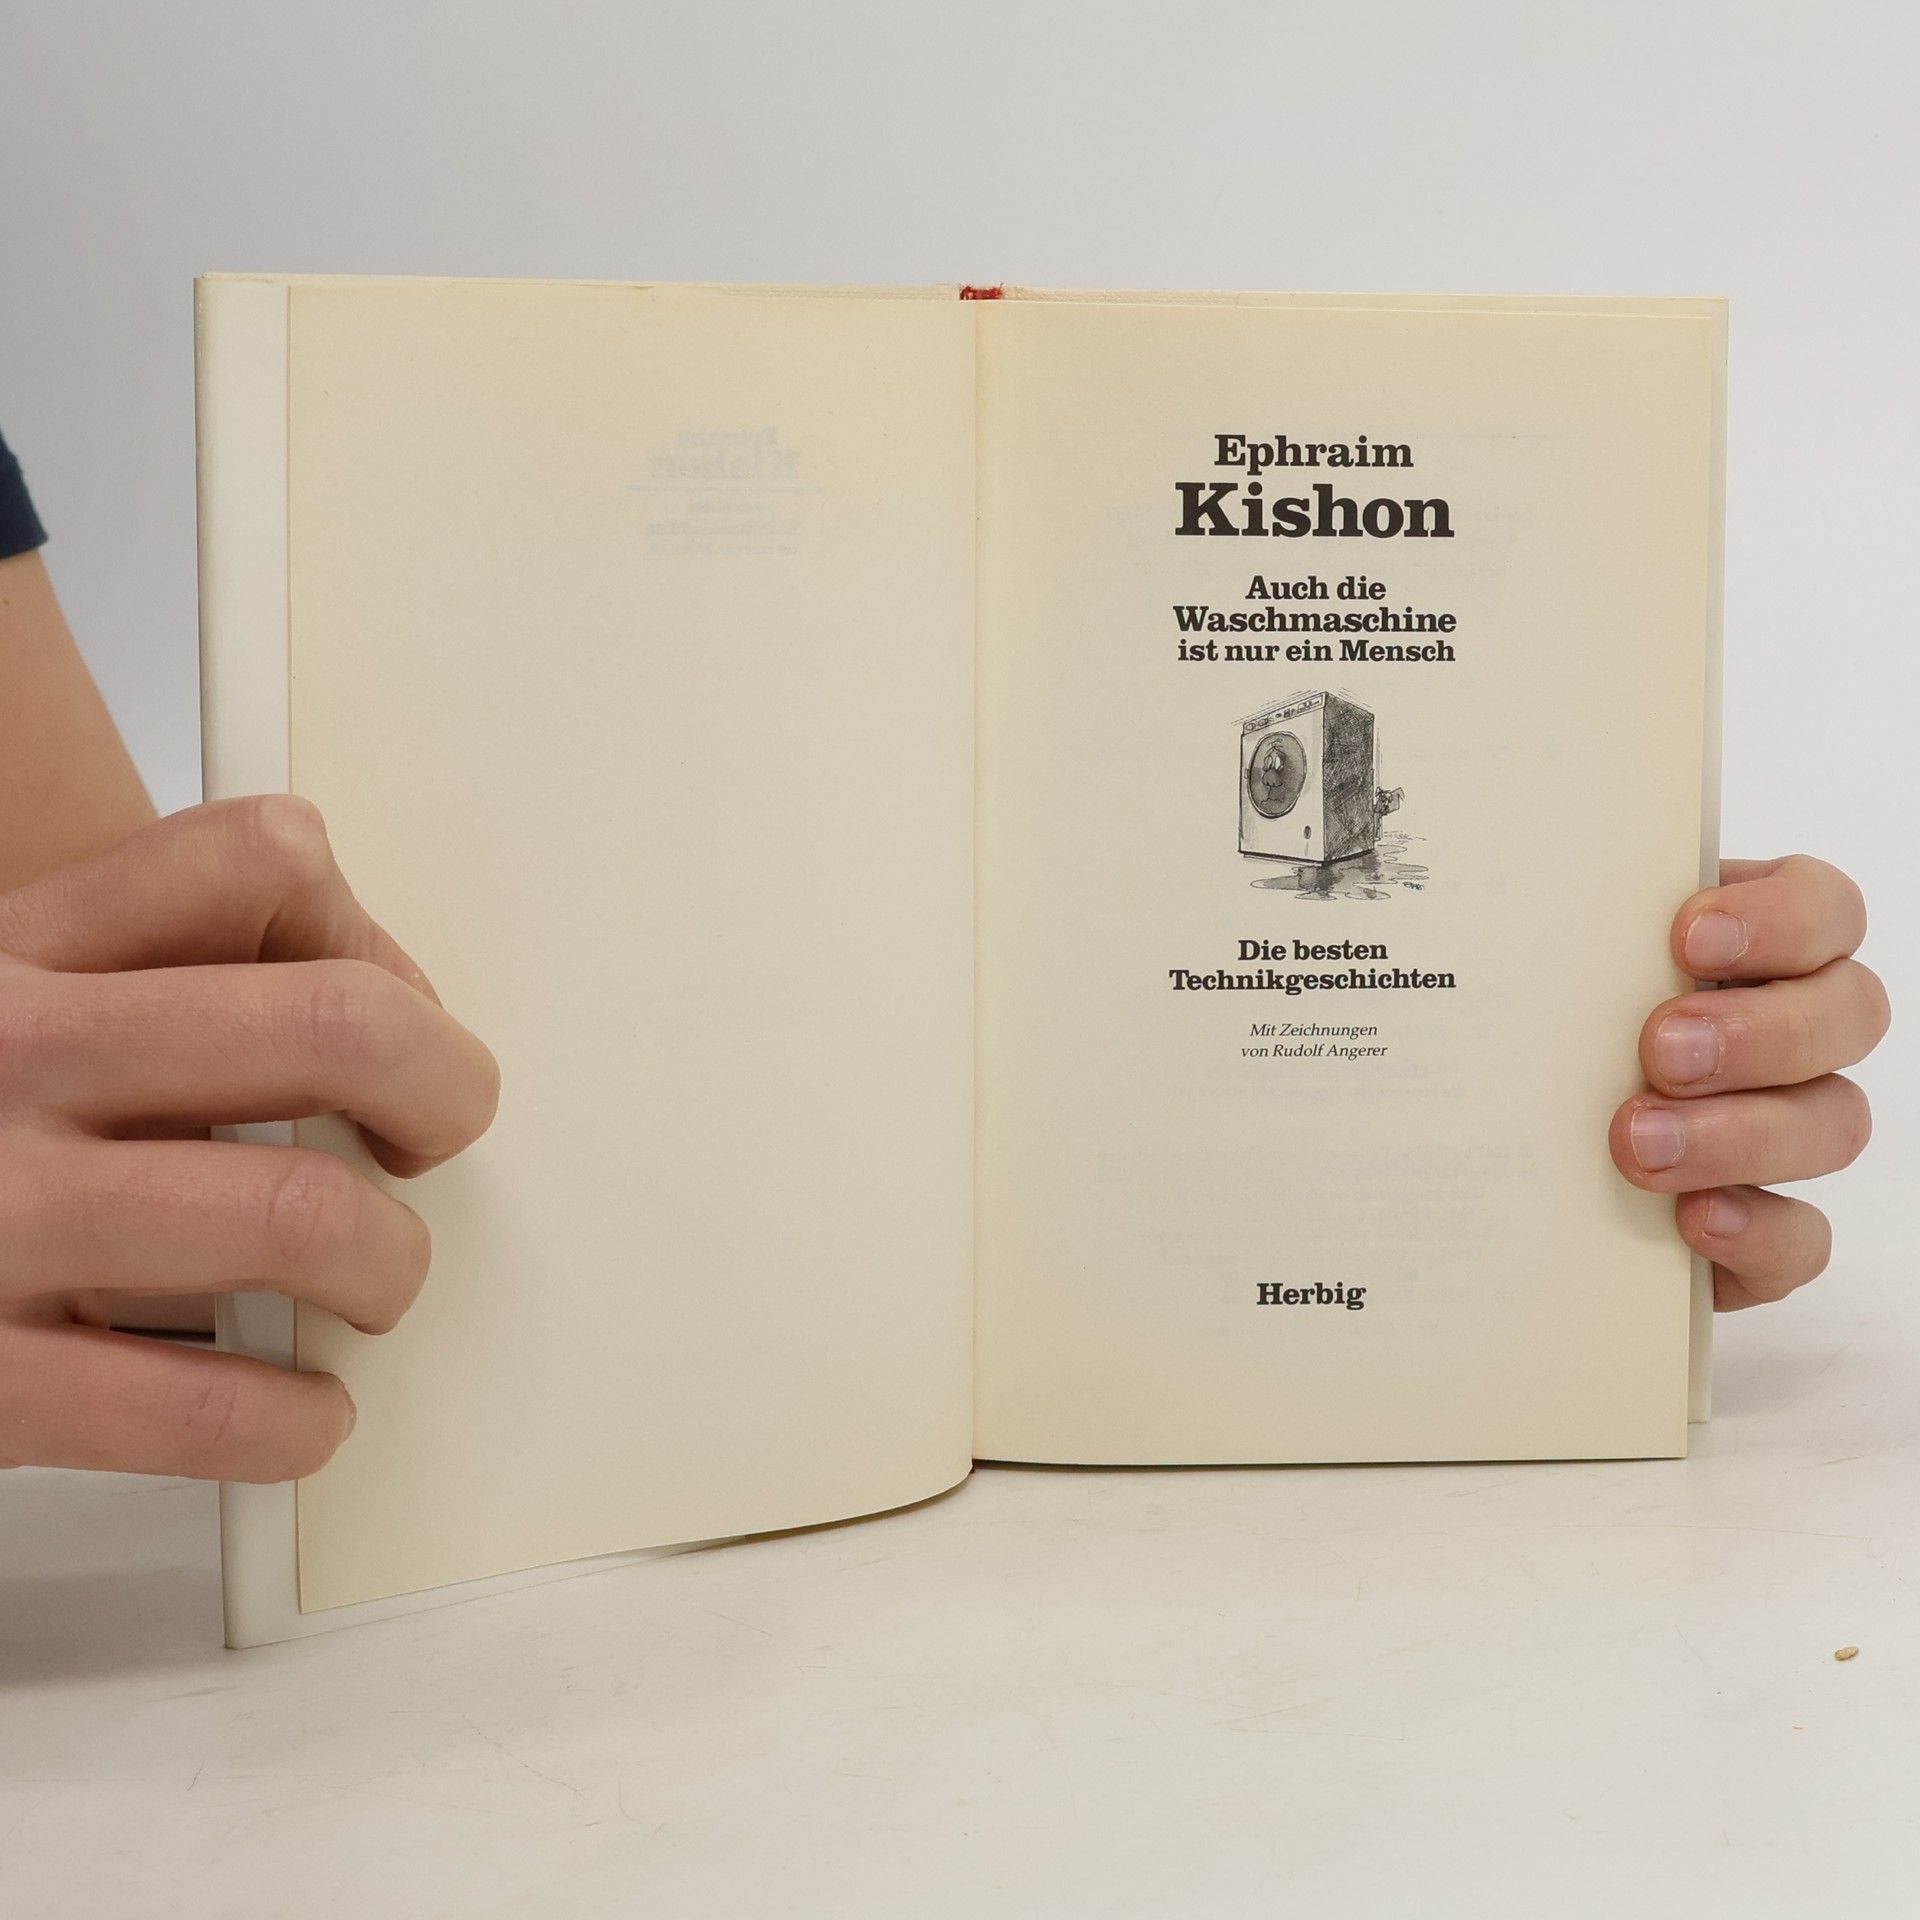 Ephraim
Kishon
Auch die
Waschmaschine
ist nur ein Mensch
Die besten
Technikgeschichten
Mit Zeichnungen
von Rudolf Angerer
Herbig